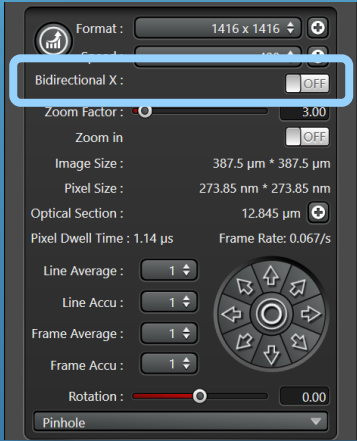 Format : 1416 x 1416
Bidirectional X : OFF
Zoom Factor : 3.00
Zoom in OFF
Image Size : 387.5 µm * 387.5 µm
Pixel Size : 273.85 nm * 273.85 nm
Optical Section : 12.845 µm
Pixel Dwell Time : 1.14 µs Frame Rate: 0.067/s
Line Average : 1
Line Accu : 1
Frame Average : 1
Frame Accu : 1
Rotation : 0.00
Pinhole